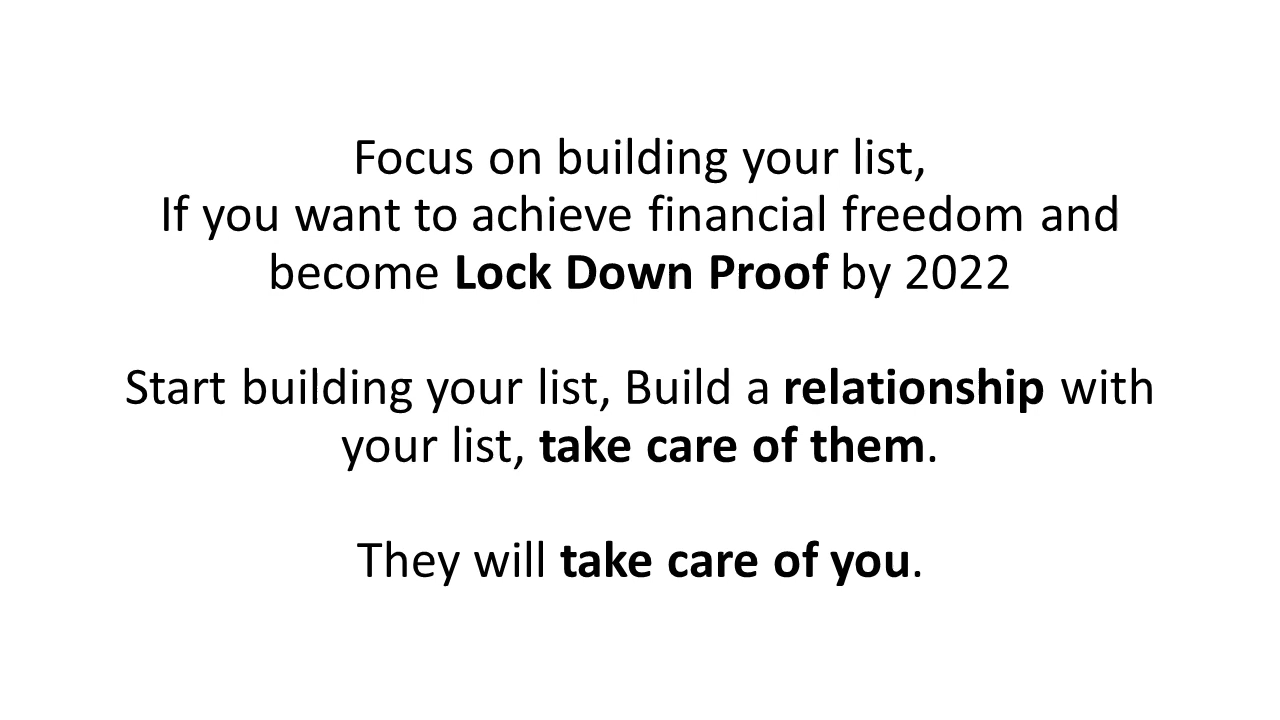 Focus on building your list,
If you want to achieve financial freedom and
become Lock Down Proof by 2022
Start building your list, Build a relationship with
your list, take care of them.
They will take care of you.